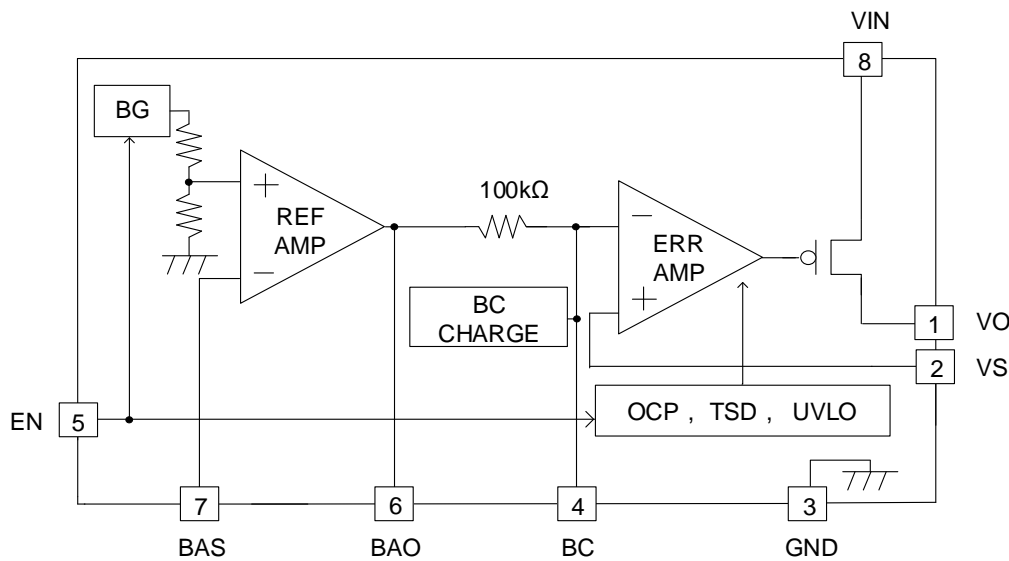 VIN
8
BG
+
REF
AMP
−
100kΩ
−
ERR
AMP
+
BC
CHARGE
1
VO
2
VS
OCP , TSD , UVLO
EN
5
7
6
4
3
BAS
BAO
BC
GND